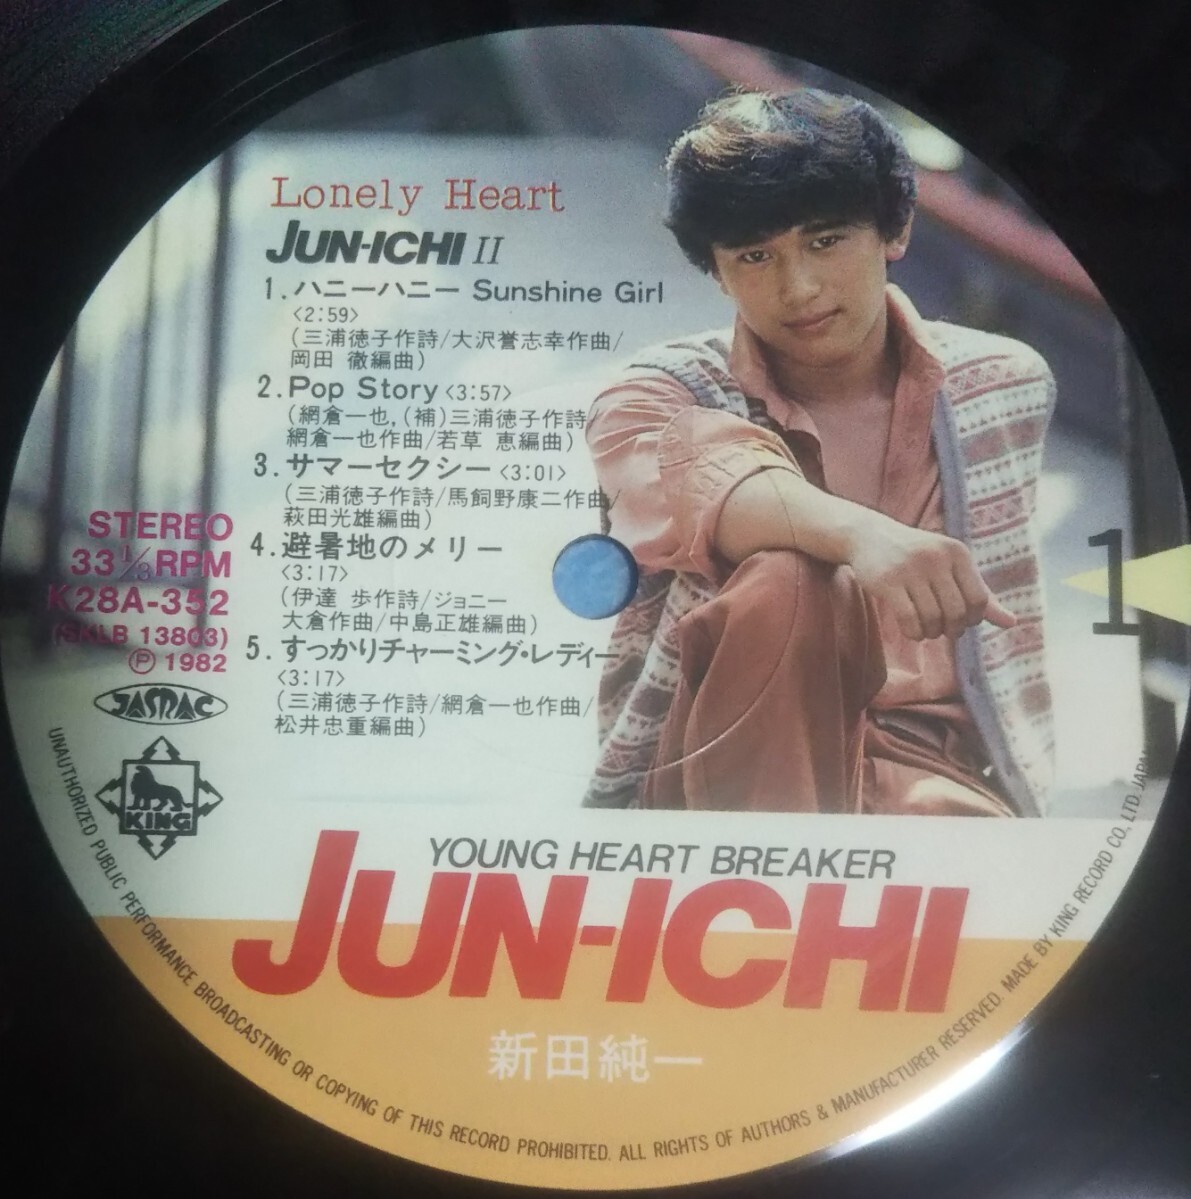 Lonely Heart
JUN-ICHI II
1. ハニーハニー Sunshine Girl
<2:59>
(三浦徳子作詩/大沢誉志幸作曲/
岡田 徹編曲)
2. Pop Story <3:57>
(網倉一也,(補)三浦徳子作詩/
網倉一也作曲/若草 恵編曲)
3. サマーセクシー <3:01>
(三浦徳子作詩/馬飼野康二作曲/
萩田光雄編曲)
4. 避暑地のメリー
<3:17>
(伊達 歩作詩/ジョニー
大倉作曲/中島正雄編曲)
5. すっかりチャーミング・レディー
<3:17>
(三浦徳子作詩/網倉一也作曲/
松井忠重編曲)
STEREO
33 1/3 RPM
K28A-352
(SKLB 13803)
Ⓟ 1982
JASRAC
KING
1
YOUNG HEART BREAKER
JUN-ICHI
新田純一
UNAUTHORIZED PUBLIC PERFORMANCE BROADCASTING OR COPYING OF THIS RECORD PROHIBITED. ALL RIGHTS OF AUTHORS & MANUFACTURER RESERVED. MADE BY KING RECORD CO., LTD. JAPAN